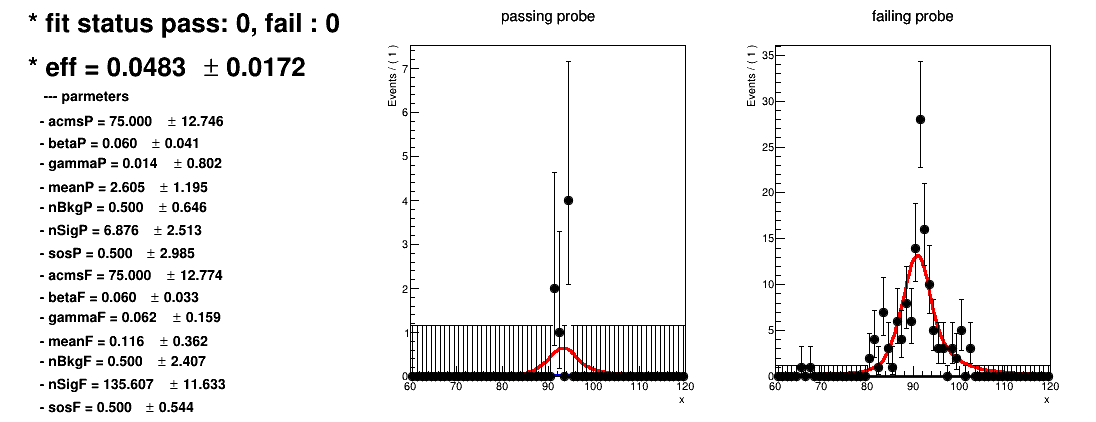 * fit status pass: 0, fail : 0
* eff = 0.0483 ± 0.0172
--- parmeters
- acmsP = 75.000 ± 12.746
- betaP = 0.060 ± 0.041
- gammaP = 0.014 ± 0.802
- meanP = 2.605 ± 1.195
- nBkgP = 0.500 ± 0.646
- nSigP = 6.876 ± 2.513
- sosP = 0.500 ± 2.985
- acmsF = 75.000 ± 12.774
- betaF = 0.060 ± 0.033
- gammaF = 0.062 ± 0.159
- meanF = 0.116 ± 0.362
- nBkgF = 0.500 ± 2.407
- nSigF = 135.607 ± 11.633
- sosF = 0.500 ± 0.544
passing probe
Events / ( 1 )
7
6
5
4
3
2
1
0
60 70 80 90 100 110 120
x
failing probe
Events / ( 1 )
35
30
25
20
15
10
5
0
60 70 80 90 100 110 120
x